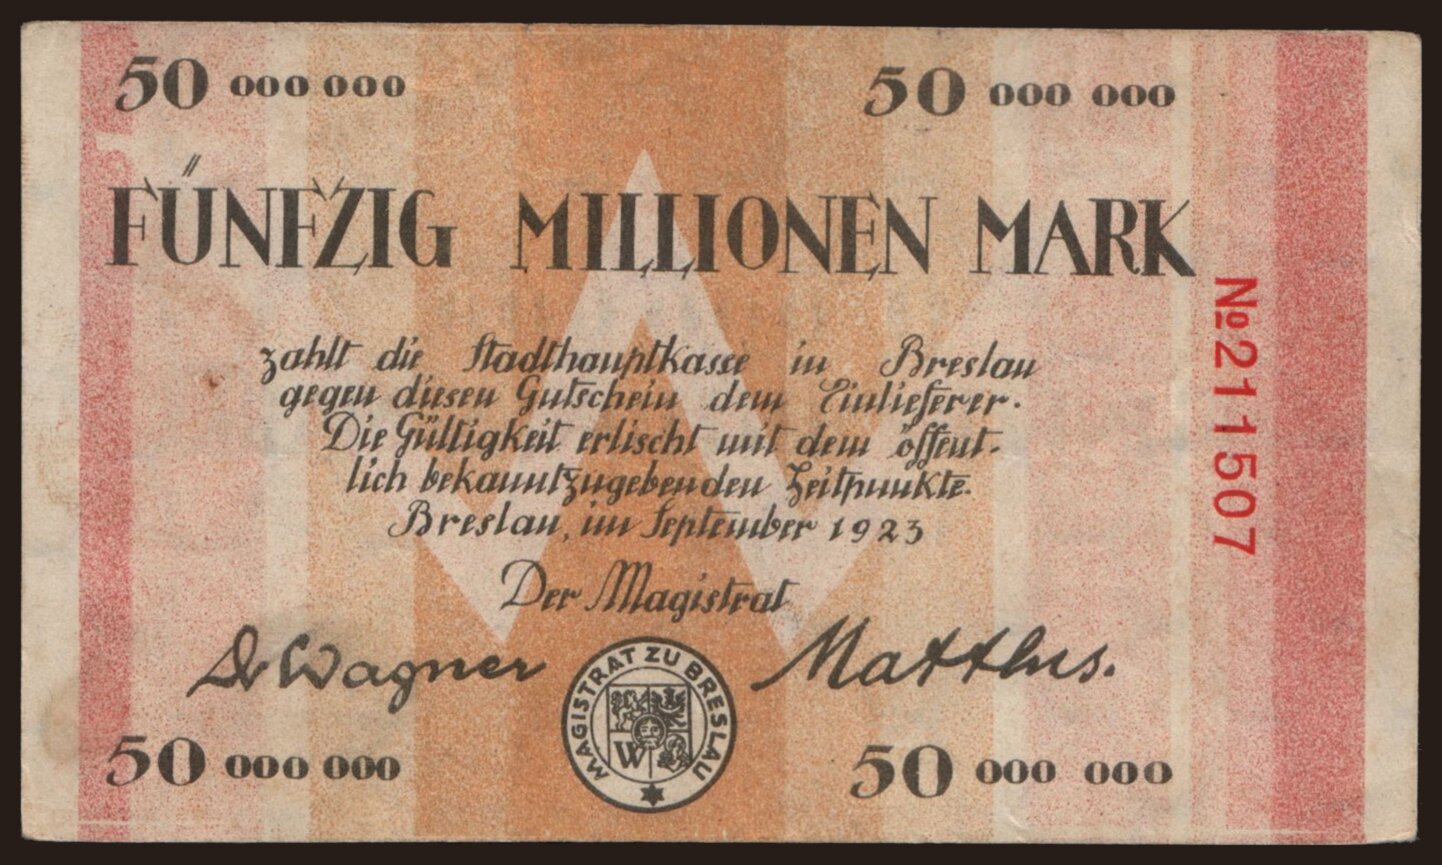 50 000 000 50 000 000
FÜNFZIG MILLIONEN MARK
zahlt die Stadthauptkasse in Breslau
gegen diesen Gutschein dem Einlieferer.
Die Gültigkeit erlischt mit dem öffent-
lich bekanntzugebenden Zeitpunkte.
Breslau, im September 1923
Der Magistrat
Dr Wagner Matthes.
MAGISTRAT ZU BRESLAU
W
50 000 000 50 000 000
№ 211507